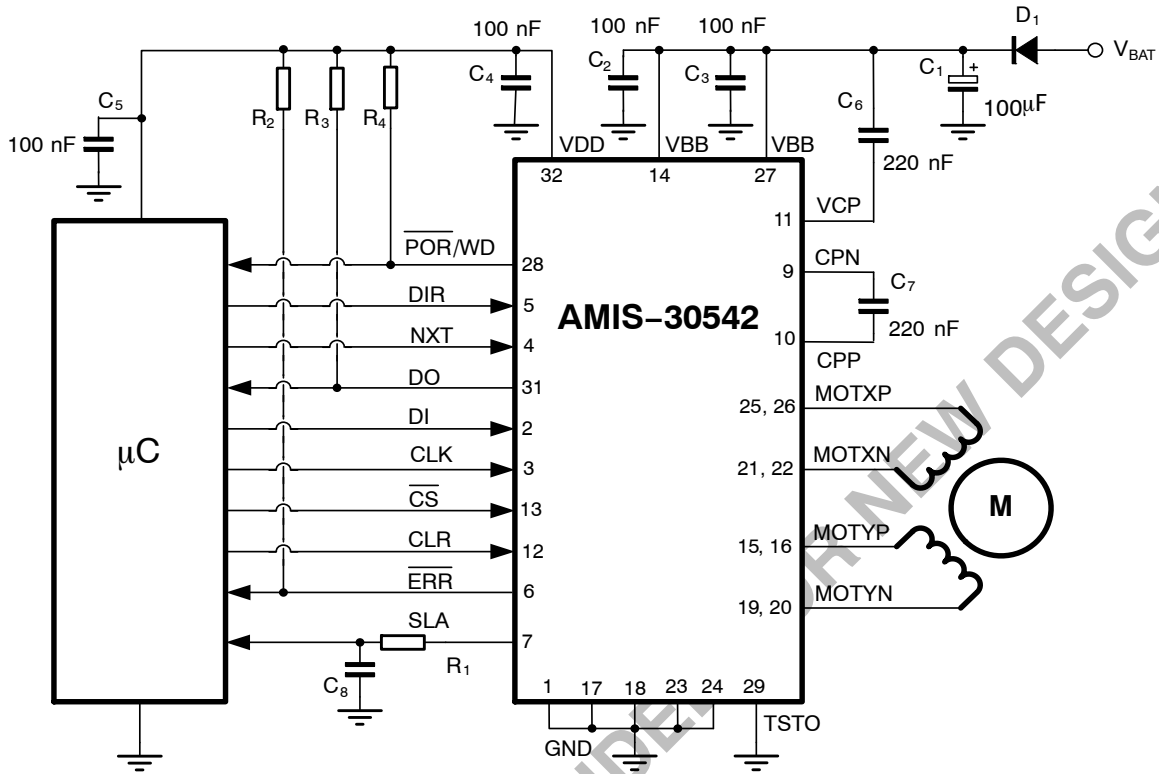 100 nF
100 nF
100 nF
D1
VBAT
C5
100 nF
R2
R3
R4
C4
C2
C3
C6
C1
+
100μF
220 nF
VDD
VBB
VBB
32
14
27
11
VCP
POR/WD
28
9
CPN
C7
220 nF
DIR
5
AMIS–30542
10
CPP
NXT
4
DO
31
25, 26
MOTXP
DI
2
μC
CLK
3
21, 22
MOTXN
CS
13
M
CLR
12
15, 16
MOTYP
ERR
6
19, 20
MOTYN
SLA
7
R1
C8
1
17
18
23
24
29
GND
TSTO
NEW DESIGN